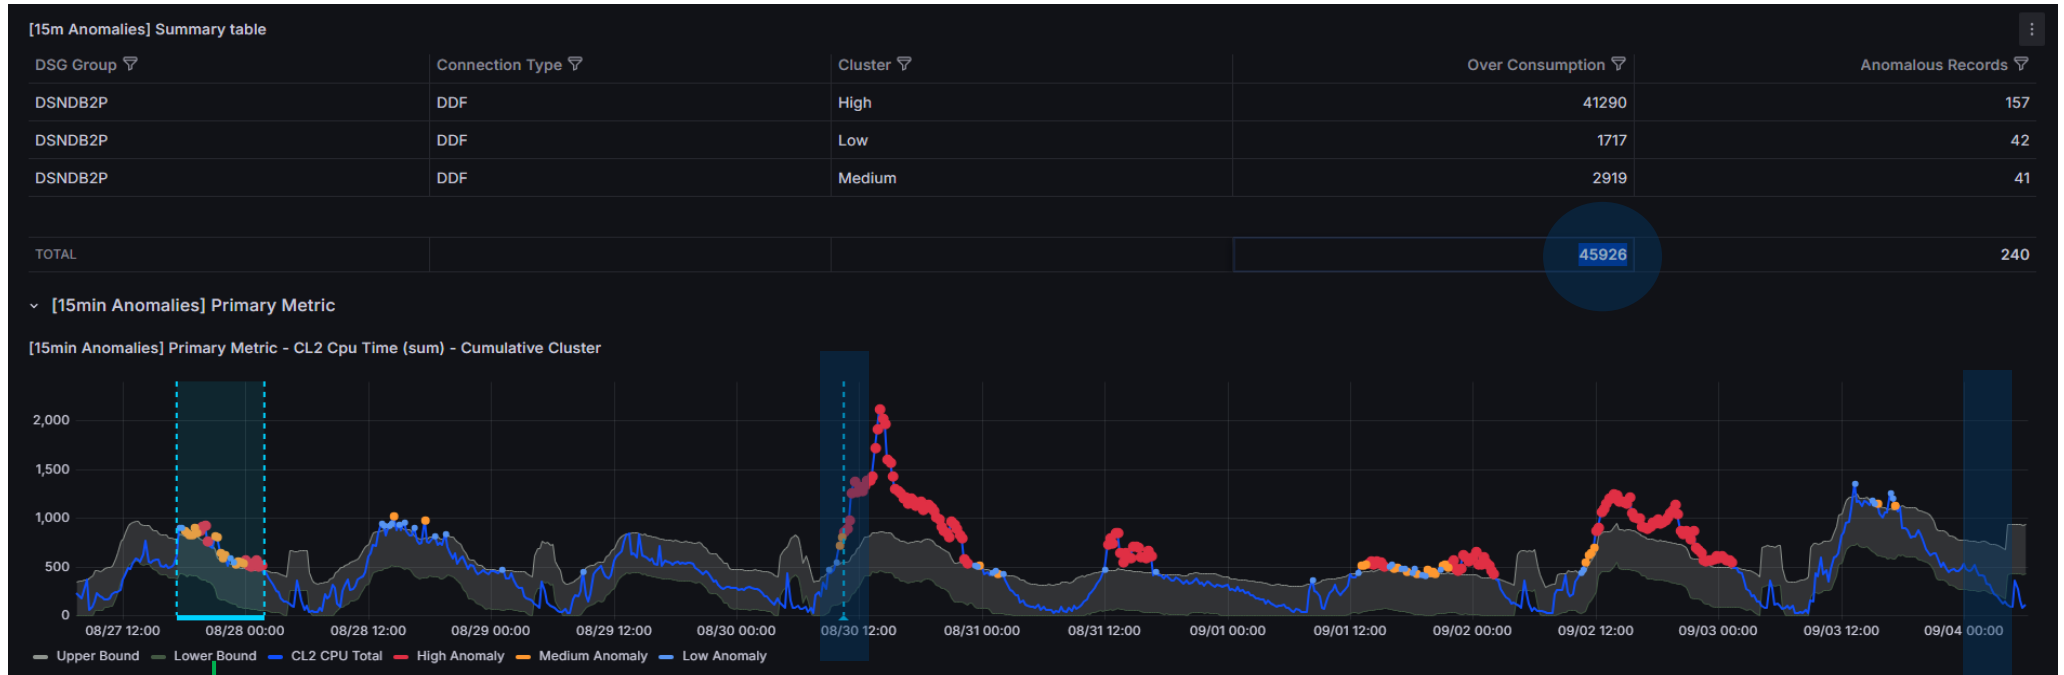 [15m Anomalies] Summary table
DSG Group Connection Type Cluster Over Consumption Anomalous Records
DSNDB2P DDF High 41290 157
DSNDB2P DDF Low 1717 42
DSNDB2P DDF Medium 2919 41
TOTAL 45926 240
[15min Anomalies] Primary Metric
[15min Anomalies] Primary Metric - CL2 Cpu Time (sum) - Cumulative Cluster
2,000
1,500
1,000
500
0
08/27 12:00 08/28 00:00 08/28 12:00 08/29 00:00 08/29 12:00 08/30 00:00 08/30 12:00 08/31 00:00 08/31 12:00 09/01 00:00 09/01 12:00 09/02 00:00 09/02 12:00 09/03 00:00 09/03 12:00 09/04 00:00
Upper Bound Lower Bound CL2 CPU Total High Anomaly Medium Anomaly Low Anomaly